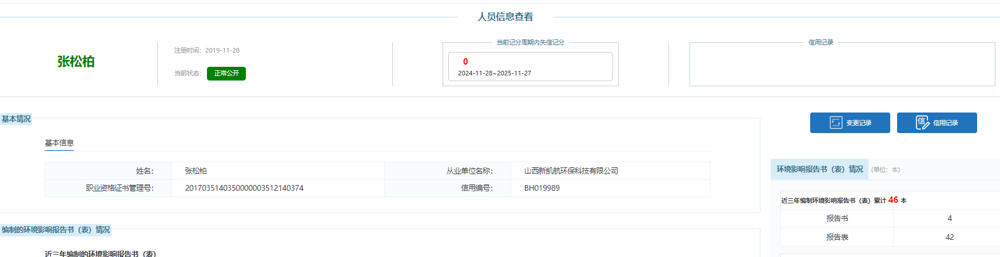 人员信息查看
张松柏
注册时间：2019-11-28
当前状态：正常公开
当前记分周期内失信记分
0
2024-11-28~2025-11-27
信用记录
基本情况
变更记录
信用记录
基本信息
姓名： 张松柏 从业单位名称： 山西新凯航环保科技有限公司
职业资格证书管理号： 2017035140350000003512140374 信用编号： BH019989
环境影响报告书（表）情况 （单位：本）
近三年编制环境影响报告书（表）累计 46 本
报告书 4
报告表 42
编制的环境影响报告书（表）情况
近三年编制的环境影响报告书（表）